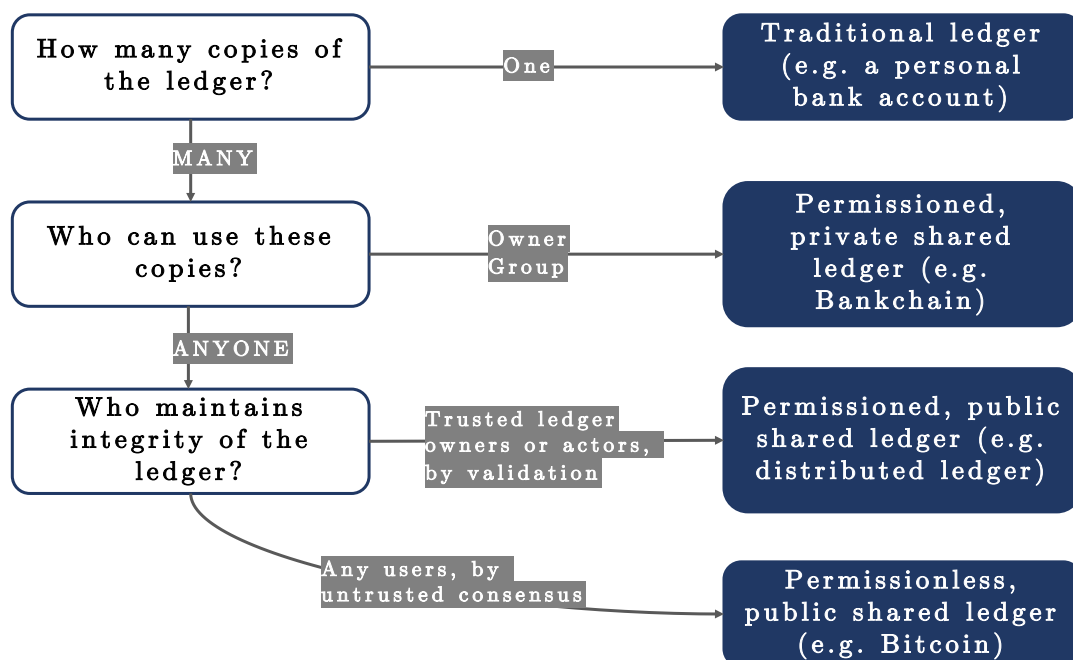 How many copies of
the ledger?
One
Traditional ledger
(e.g. a personal
bank account)
MANY
Who can use these
copies?
Owner
Group
Permissioned,
private shared
ledger (e.g.
Bankchain)
ANYONE
Who maintains
integrity of the
ledger?
Trusted ledger
owners or actors,
by validation
Permissioned, public
shared ledger (e.g.
distributed ledger)
Any users, by
untrusted consensus
Permissionless,
public shared ledger
(e.g. Bitcoin)